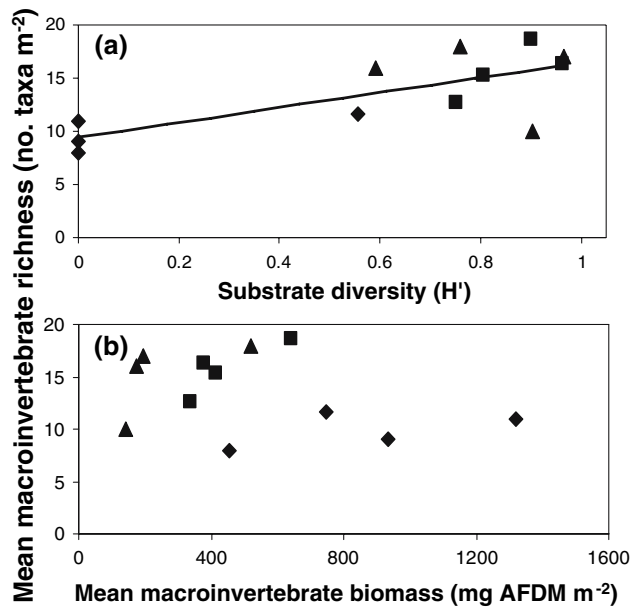 Mean macroinvertebrate richness (no. taxa m⁻²)
(a)
20
15
10
5
0
0 0.2 0.4 0.6 0.8 1
Substrate diversity (H')
(b)
20
15
10
5
0
0 400 800 1200 1600
Mean macroinvertebrate biomass (mg AFDM m⁻²)